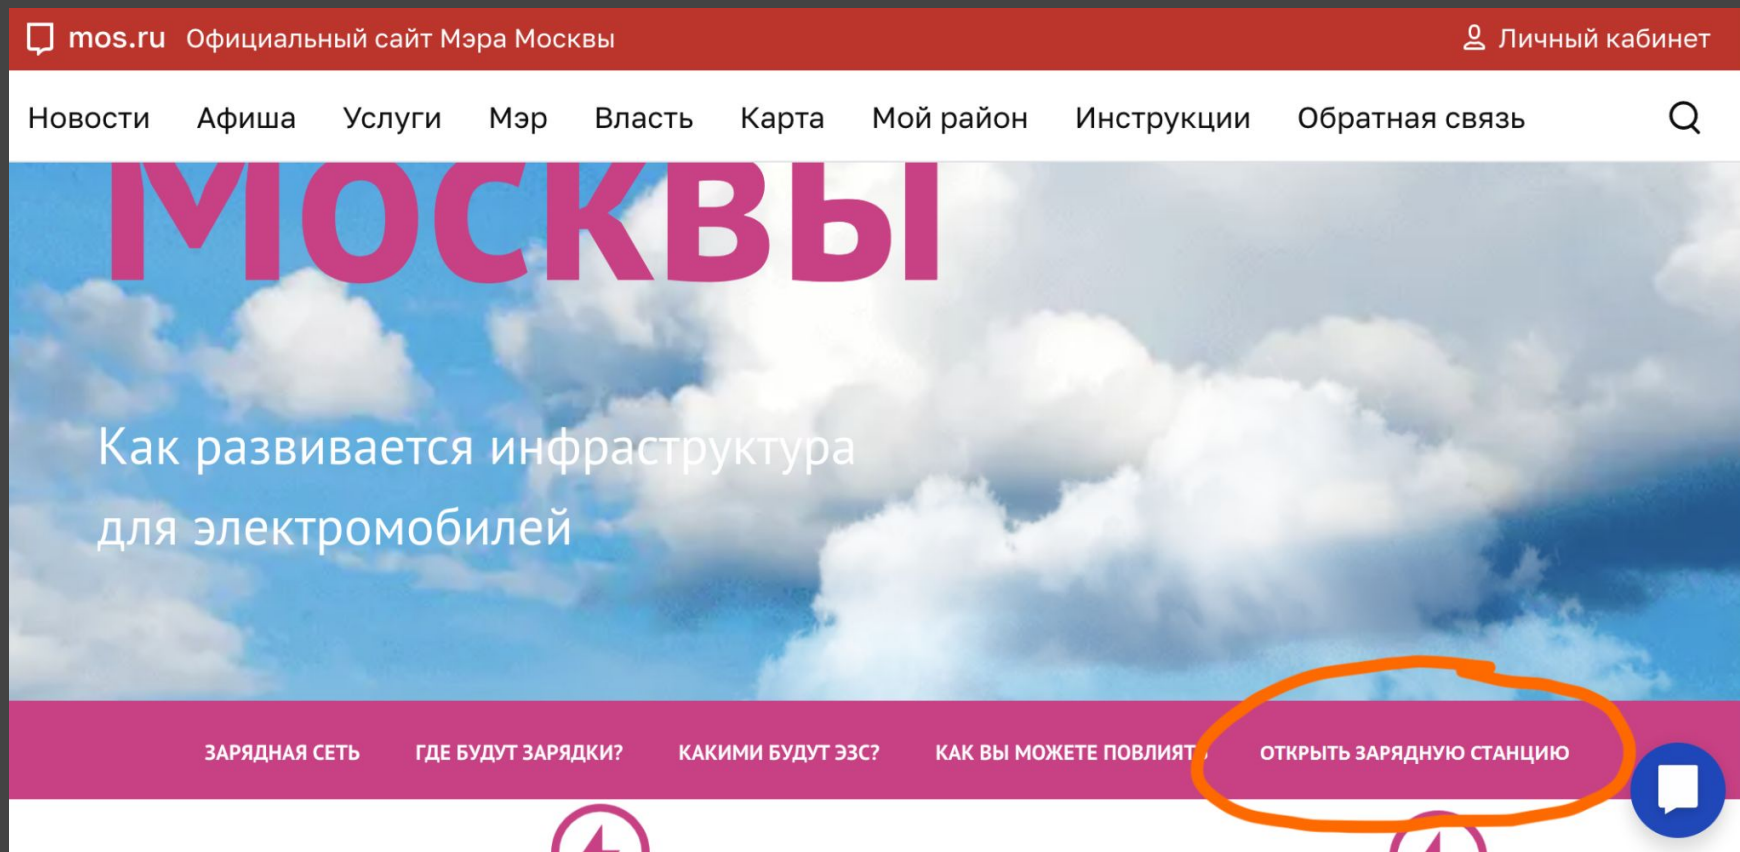 mos.ru Официальный сайт Мэра Москвы Личный кабинет
Новости Афиша Услуги Мэр Власть Карта Мой район Инструкции Обратная связь
Москвы
Как развивается инфраструктура
для электромобилей
ЗАРЯДНАЯ СЕТЬ ГДЕ БУДУТ ЗАРЯДКИ? КАКИМИ БУДУТ ЭЗС? КАК ВЫ МОЖЕТЕ ПОВЛИЯТЬ ОТКРЫТЬ ЗАРЯДНУЮ СТАНЦИЮ